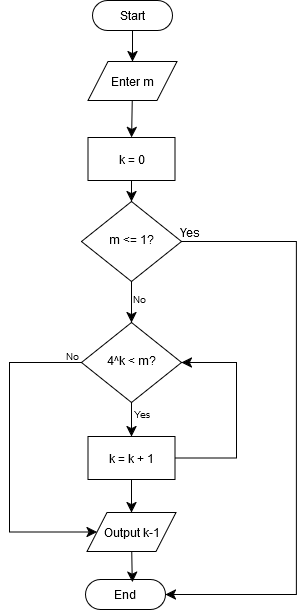 Start
Enter m
k = 0
m <= 1?
Yes
No
4^k < m?
No
Yes
k = k + 1
Output k-1
End